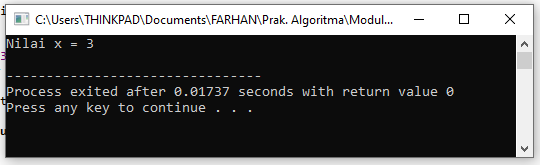 C:\Users\THINKPAD\Documents\FARHAN\Prak. Algoritma\Modul...
Nilai x = 3
--------------------------------
Process exited after 0.01737 seconds with return value 0
Press any key to continue . . .